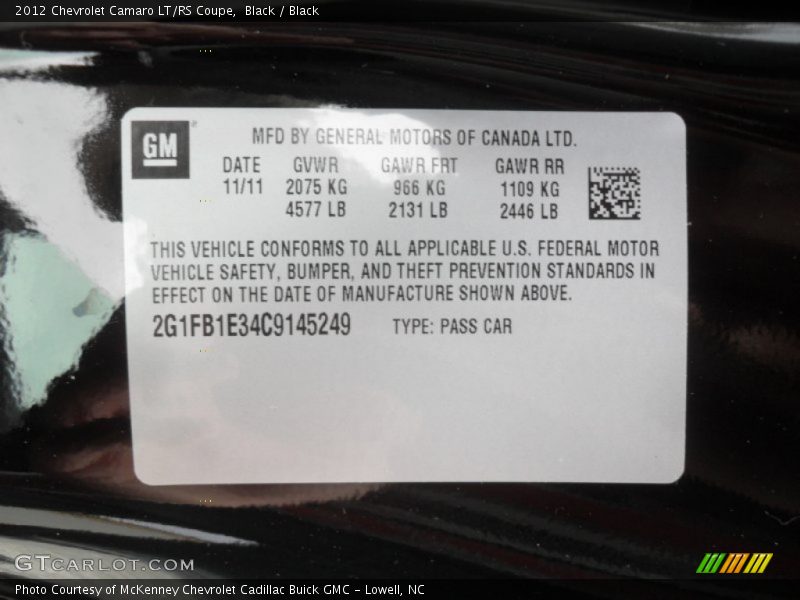 2012 Chevrolet Camaro LT/RS Coupe, Black / Black
GM
MFD BY GENERAL MOTORS OF CANADA LTD.
DATE GVWR GAWR FRT GAWR RR
11/11 2075 KG 966 KG 1109 KG
4577 LB 2131 LB 2446 LB
THIS VEHICLE CONFORMS TO ALL APPLICABLE U.S. FEDERAL MOTOR
VEHICLE SAFETY, BUMPER, AND THEFT PREVENTION STANDARDS IN
EFFECT ON THE DATE OF MANUFACTURE SHOWN ABOVE.
2G1FB1E34C9145249 TYPE: PASS CAR
GTCARLOT.COM
Photo Courtesy of McKenney Chevrolet Cadillac Buick GMC - Lowell, NC